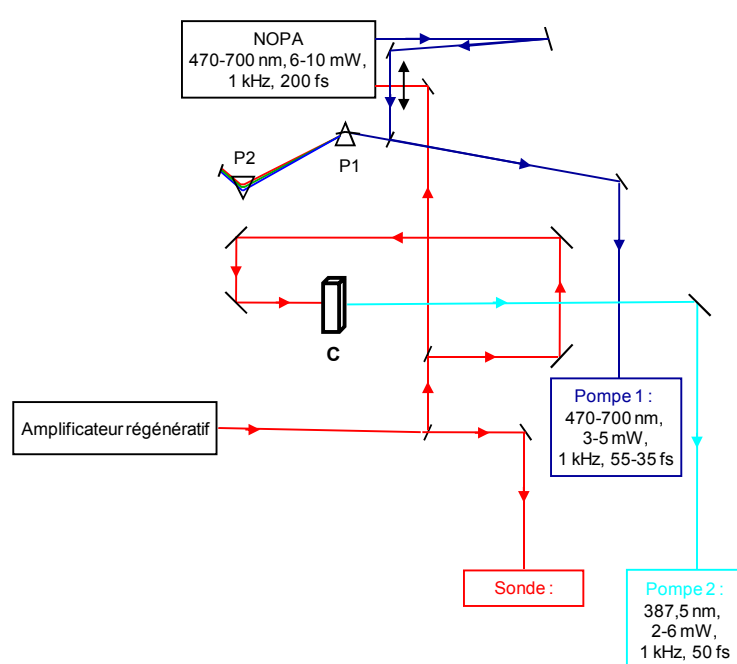 NOPA
470-700 nm, 6-10 mW,
1 kHz, 200 fs
P2
P1
C
Amplificateur régénératif
Pompe 1 :
470-700 nm,
3-5 mW,
1 kHz, 55-35 fs
Sonde :
Pompe 2 :
387,5 nm,
2-6 mW,
1 kHz, 50 fs